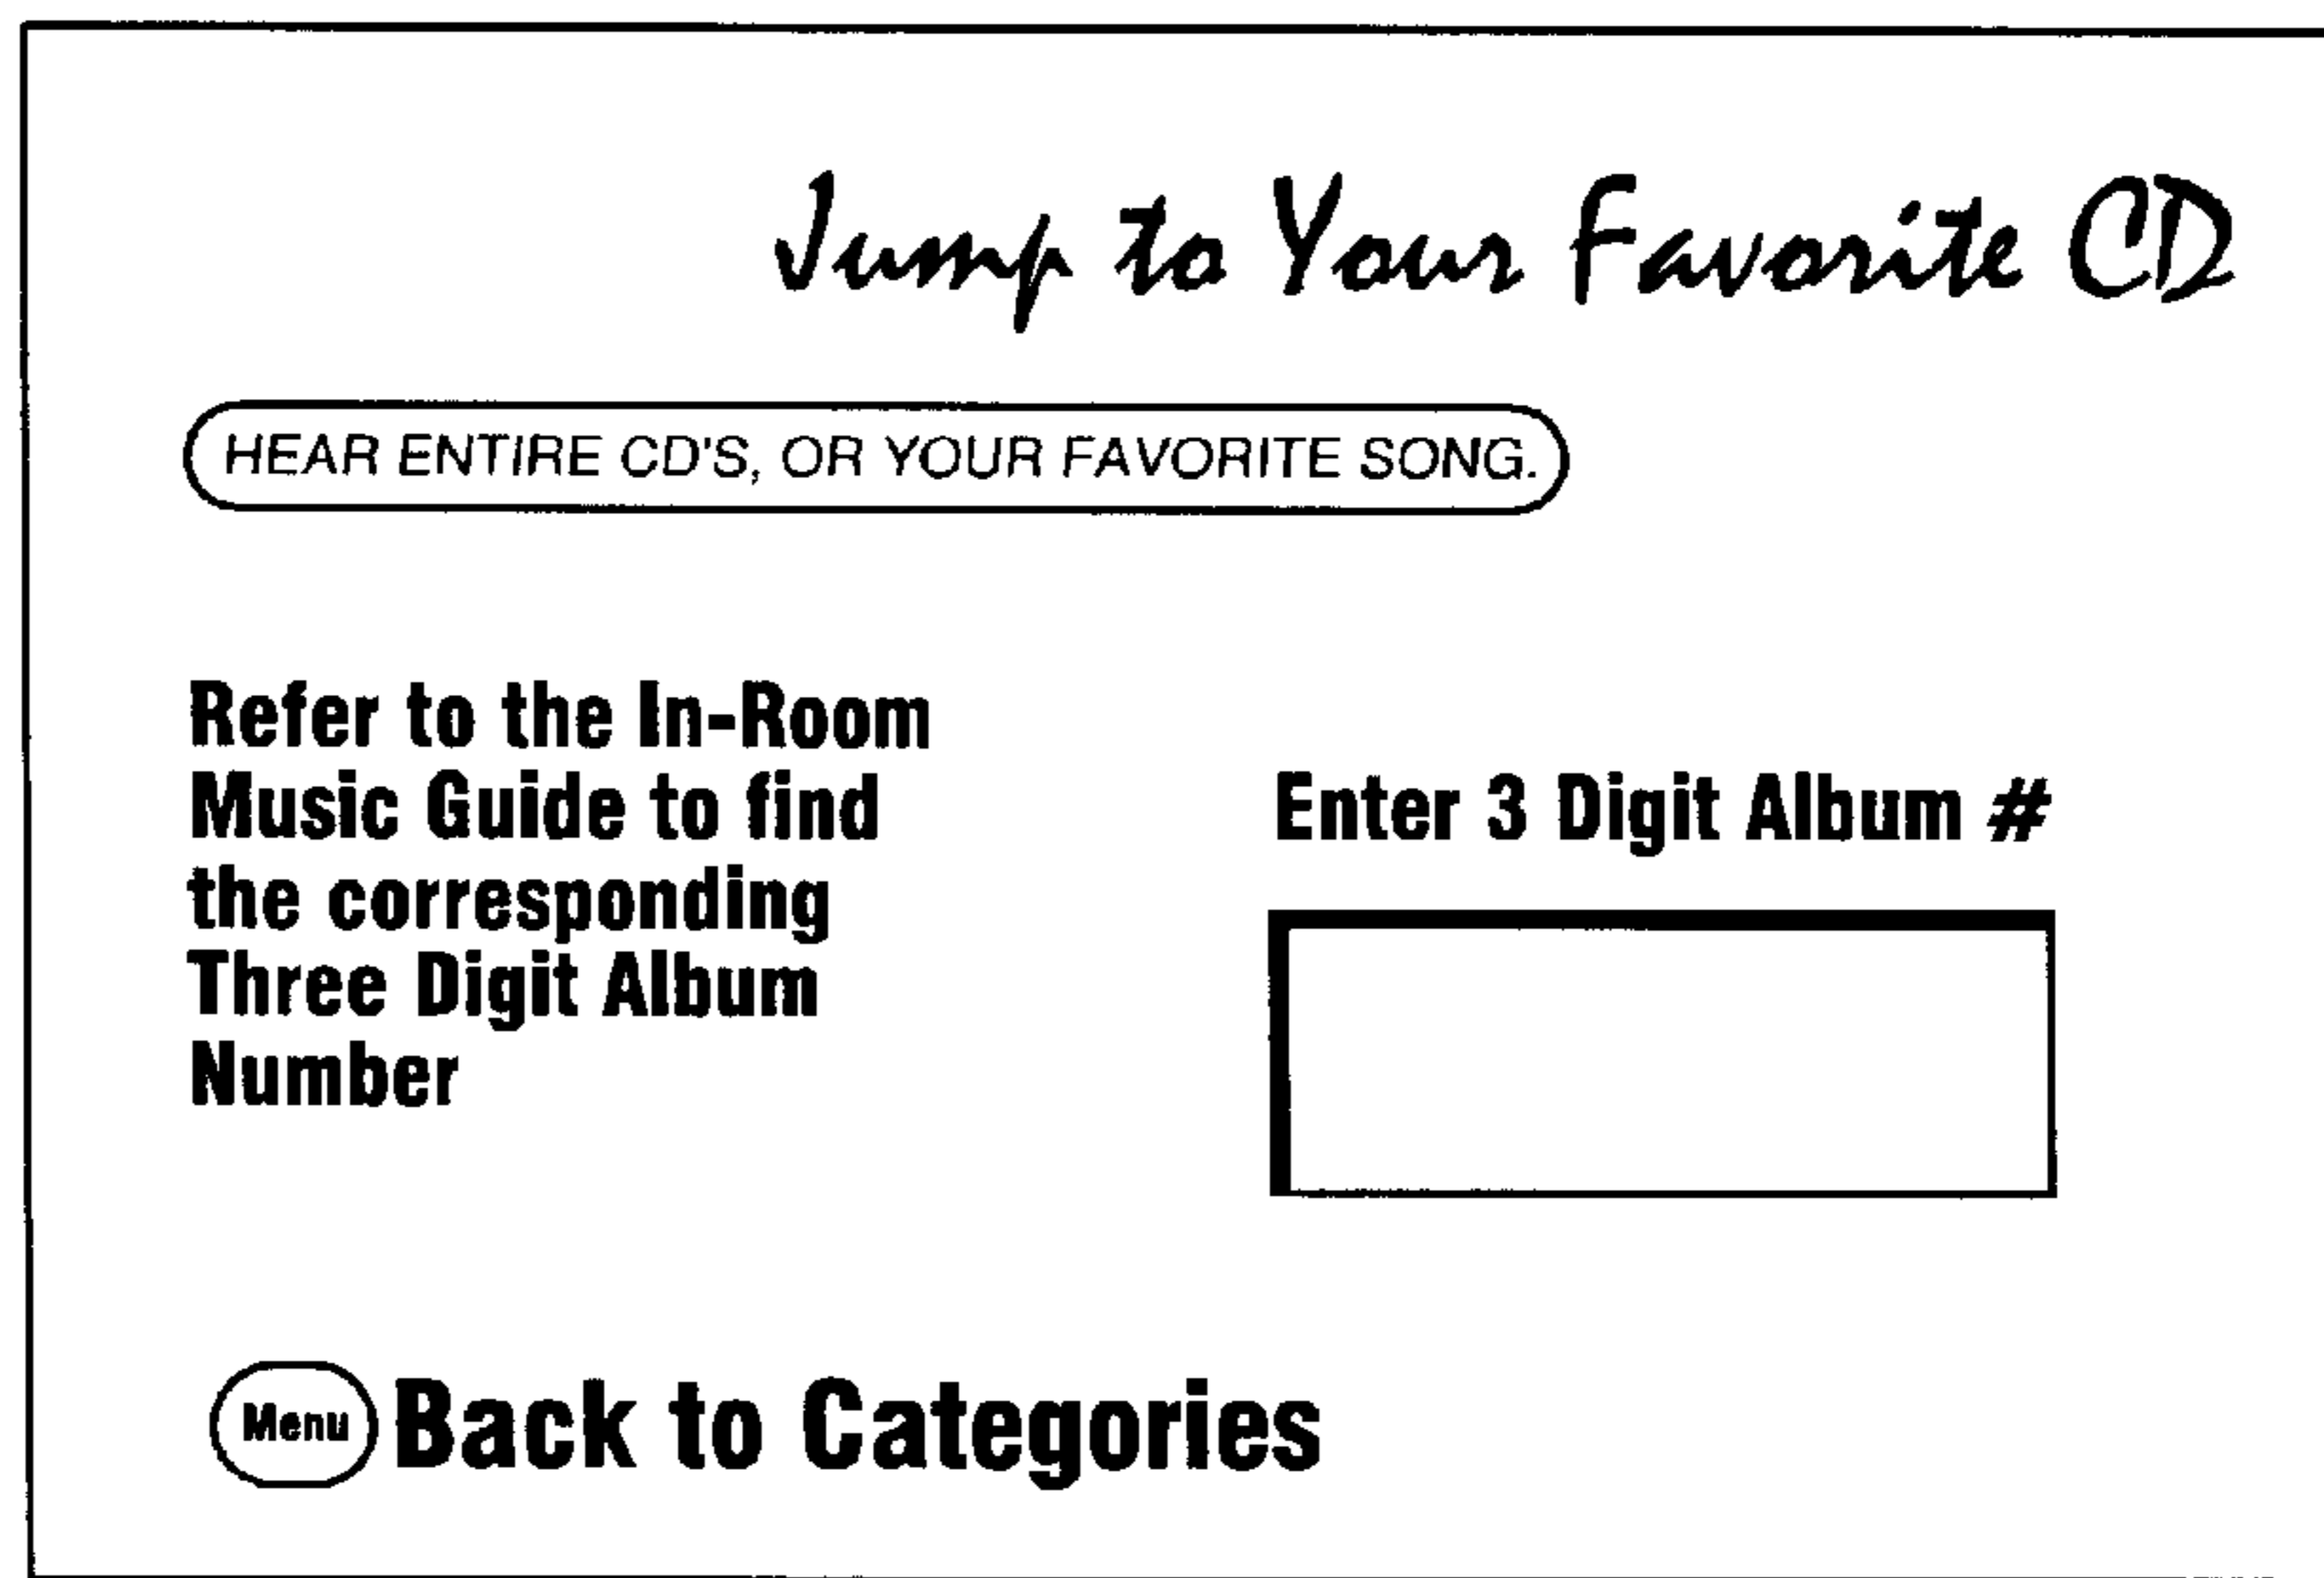 Jump to Your Favorite CD
HEAR ENTIRE CD'S, OR YOUR FAVORITE SONG.
Refer to the In-Room
Music Guide to find
the corresponding
Three Digit Album
Number
Enter 3 Digit Album #
Menu Back to Categories